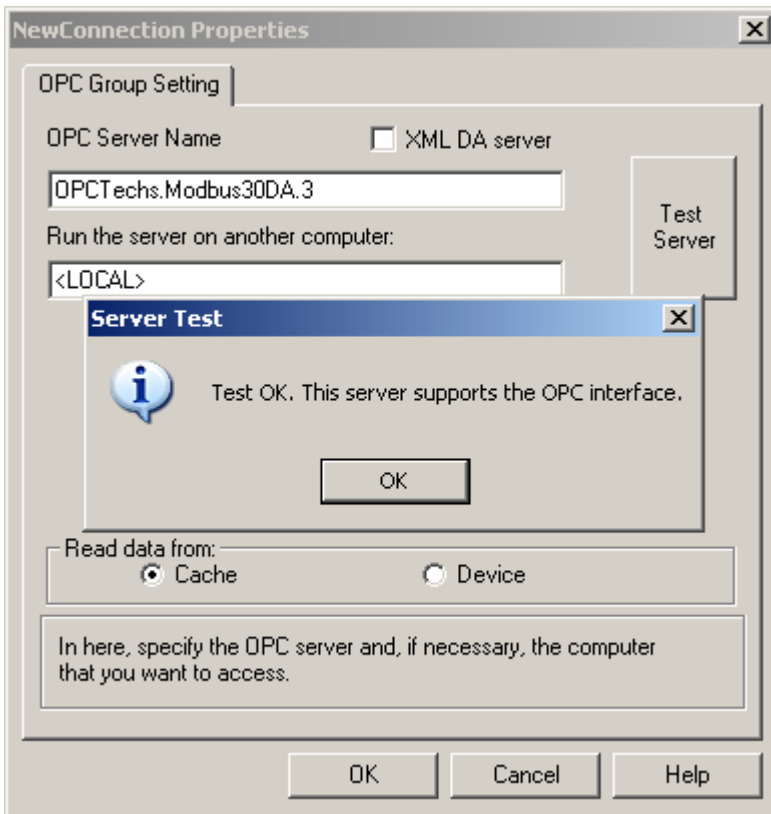 NewConnection Properties
OPC Group Setting
OPC Server Name
XML DA server
OPCTechs.Modbus30DA.3
Test
Server
Run the server on another computer:
<LOCAL>
Server Test
Test OK. This server supports the OPC interface.
OK
Read data from:
Cache
Device
In here, specify the OPC server and, if necessary, the computer
that you want to access.
OK
Cancel
Help